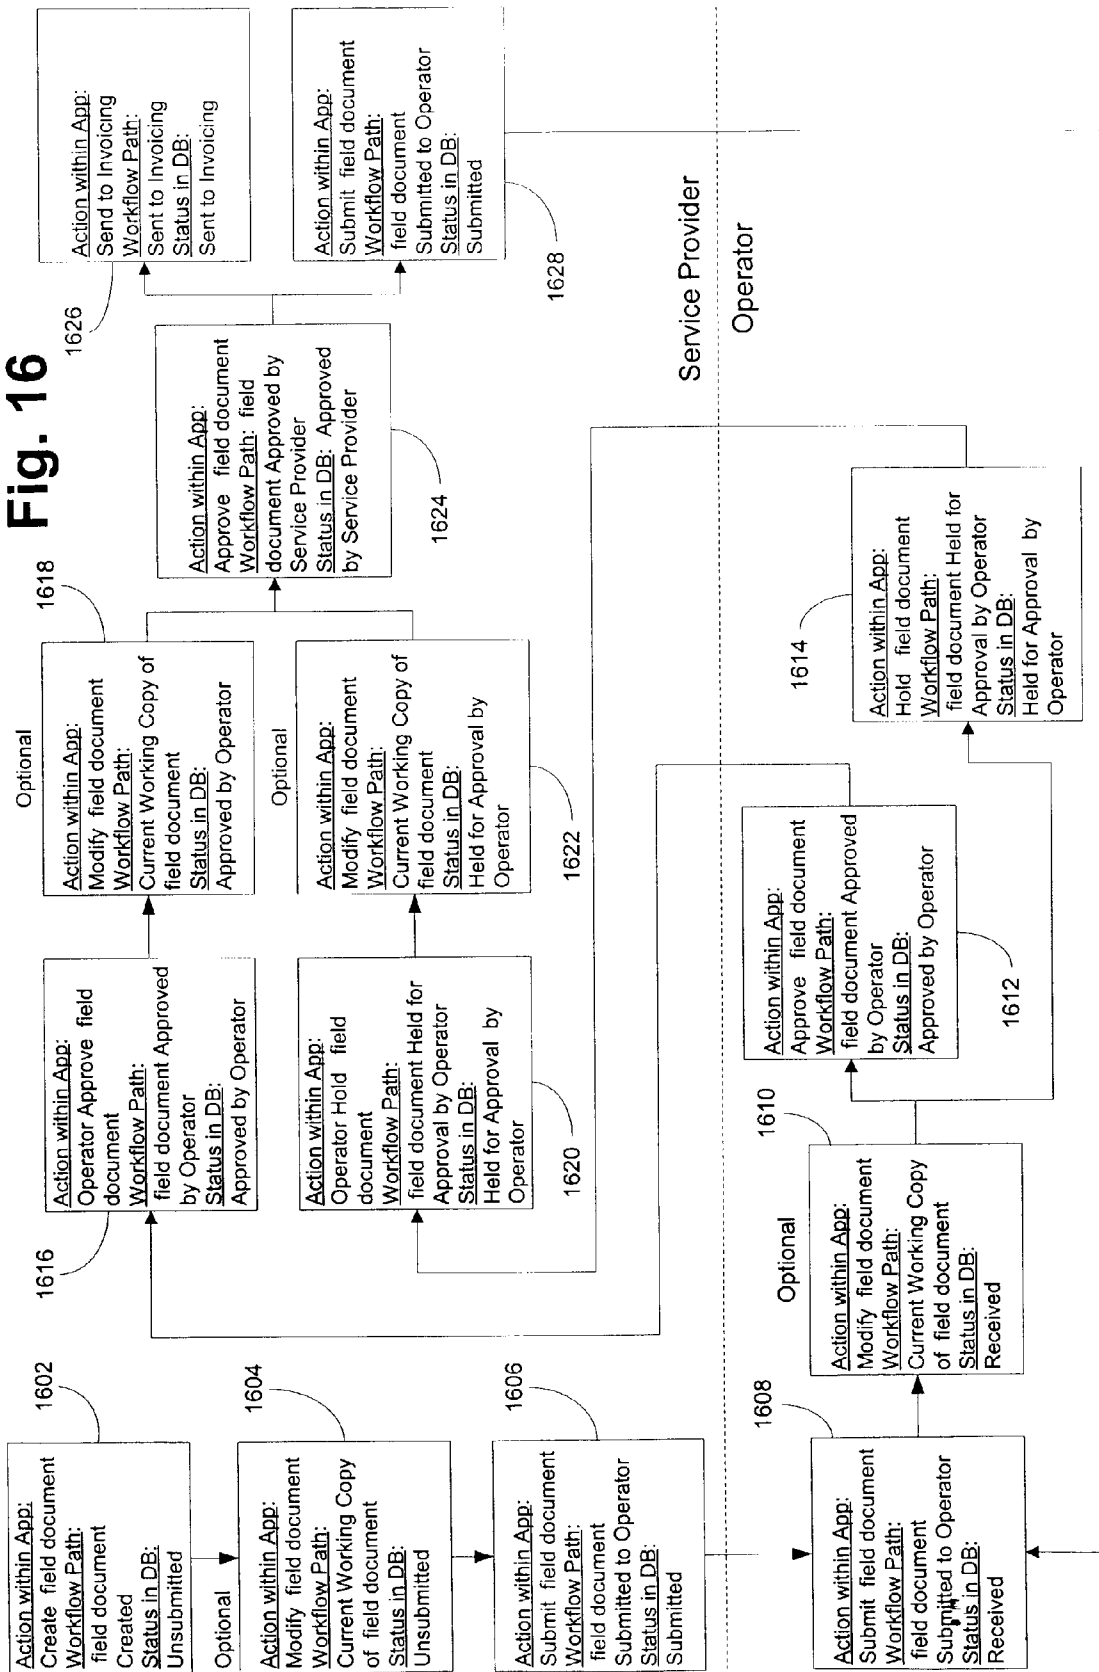 Fig. 16
Action within App:
Create field document
Workflow Path:
field document
Created
Status in DB:
Unsubmitted
1602
Optional
Action within App:
Modify field document
Workflow Path:
Current Working Copy
of field document
Status in DB:
Unsubmitted
1604
Action within App:
Submit field document
Workflow Path:
field document
Submitted to Operator
Status in DB:
Submitted
1606
Action within App:
Submit field document
Workflow Path:
field document
Submitted to Operator
Status in DB:
Received
1608
Optional
Action within App:
Modify field document
Workflow Path:
Current Working Copy
of field document
Status in DB:
Received
1610
Action within App:
Approve field document
Workflow Path:
field document Approved
by Operator
Status in DB:
Approved by Operator
1612
Action within App:
Hold field document
Workflow Path:
field document Held for
Approval by Operator
Status in DB:
Held for Approval by
Operator
1614
Action within App:
Operator Approve field
document
Workflow Path:
field document Approved
by Operator
Status in DB:
Approved by Operator
1616
Optional
Action within App:
Modify field document
Workflow Path:
Current Working Copy of
field document
Status in DB:
Approved by Operator
1618
Action within App:
Operator Hold field
document
Workflow Path:
field document Held for
Approval by Operator
Status in DB:
Held for Approval by
Operator
1620
Optional
Action within App:
Modify field document
Workflow Path:
Current Working Copy of
field document
Status in DB:
Held for Approval by
Operator
1622
Action within App:
Approve field document
Workflow Path: field
document Approved by
Service Provider
Status in DB: Approved
by Service Provider
1624
Action within App:
Send to Invoicing
Workflow Path:
Sent to Invoicing
Status in DB:
Sent to Invoicing
1626
Action within App:
Submit field document
Workflow Path:
field document
Submitted to Operator
Status in DB:
Submitted
1628
Service Provider
Operator